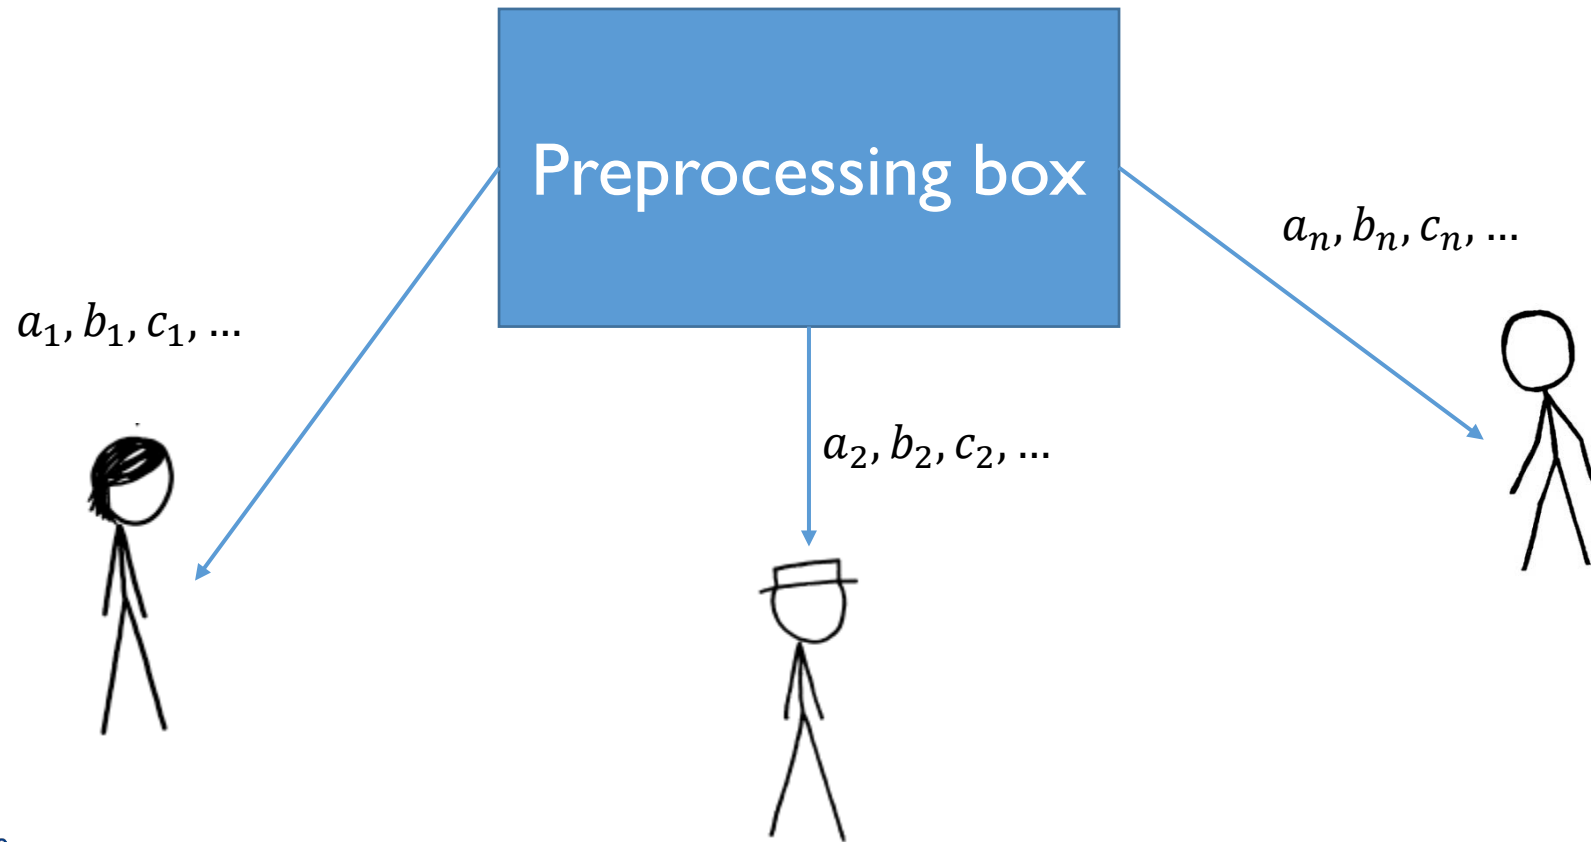 Preprocessing box
aₙ, bₙ, cₙ, …
a₁, b₁, c₁, …
a₂, b₂, c₂, …